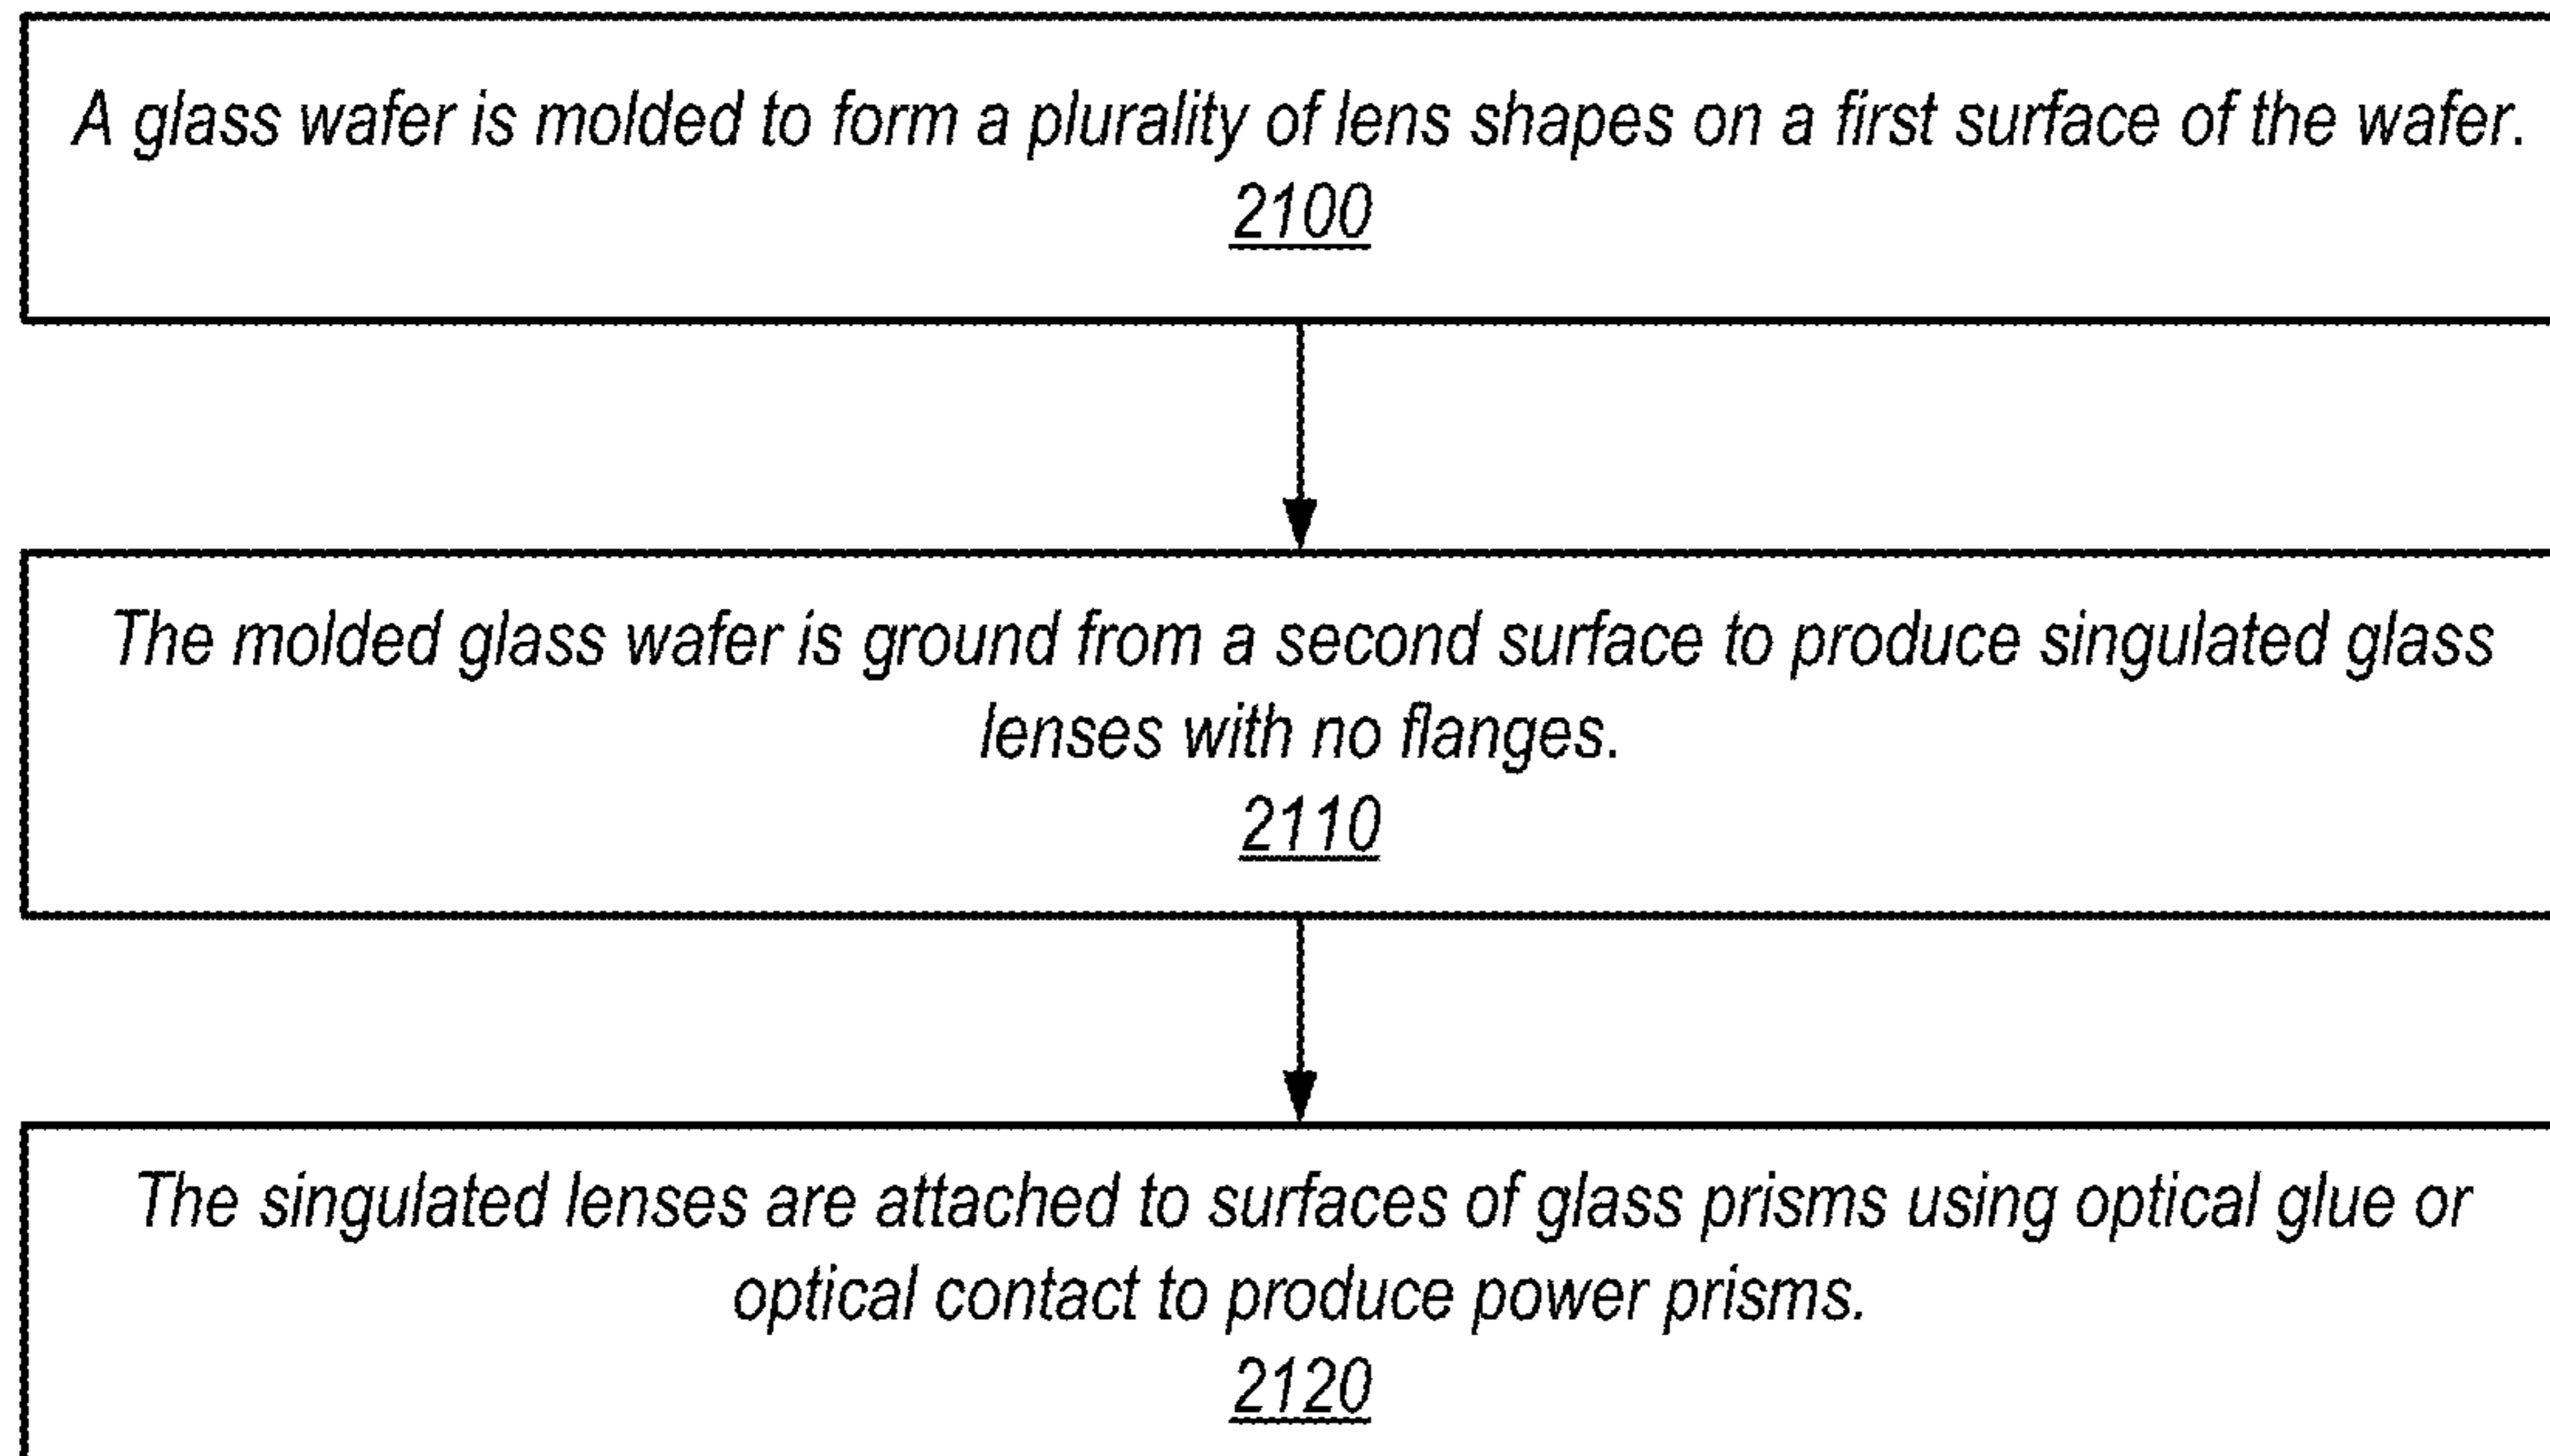 A glass wafer is molded to form a plurality of lens shapes on a first surface of the wafer.
2100
The molded glass wafer is ground from a second surface to produce singulated glass
lenses with no flanges.
2110
The singulated lenses are attached to surfaces of glass prisms using optical glue or
optical contact to produce power prisms.
2120